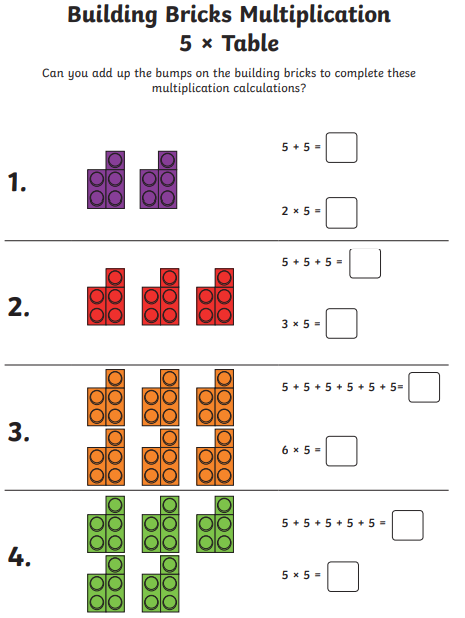 Building Bricks Multiplication
5 × Table
Can you add up the bumps on the building bricks to complete these
multiplication calculations?
1.
5 + 5 =
2 × 5 =
2.
5 + 5 + 5 =
3 × 5 =
3.
5 + 5 + 5 + 5 + 5 + 5=
6 × 5 =
4.
5 + 5 + 5 + 5 + 5 =
5 × 5 =